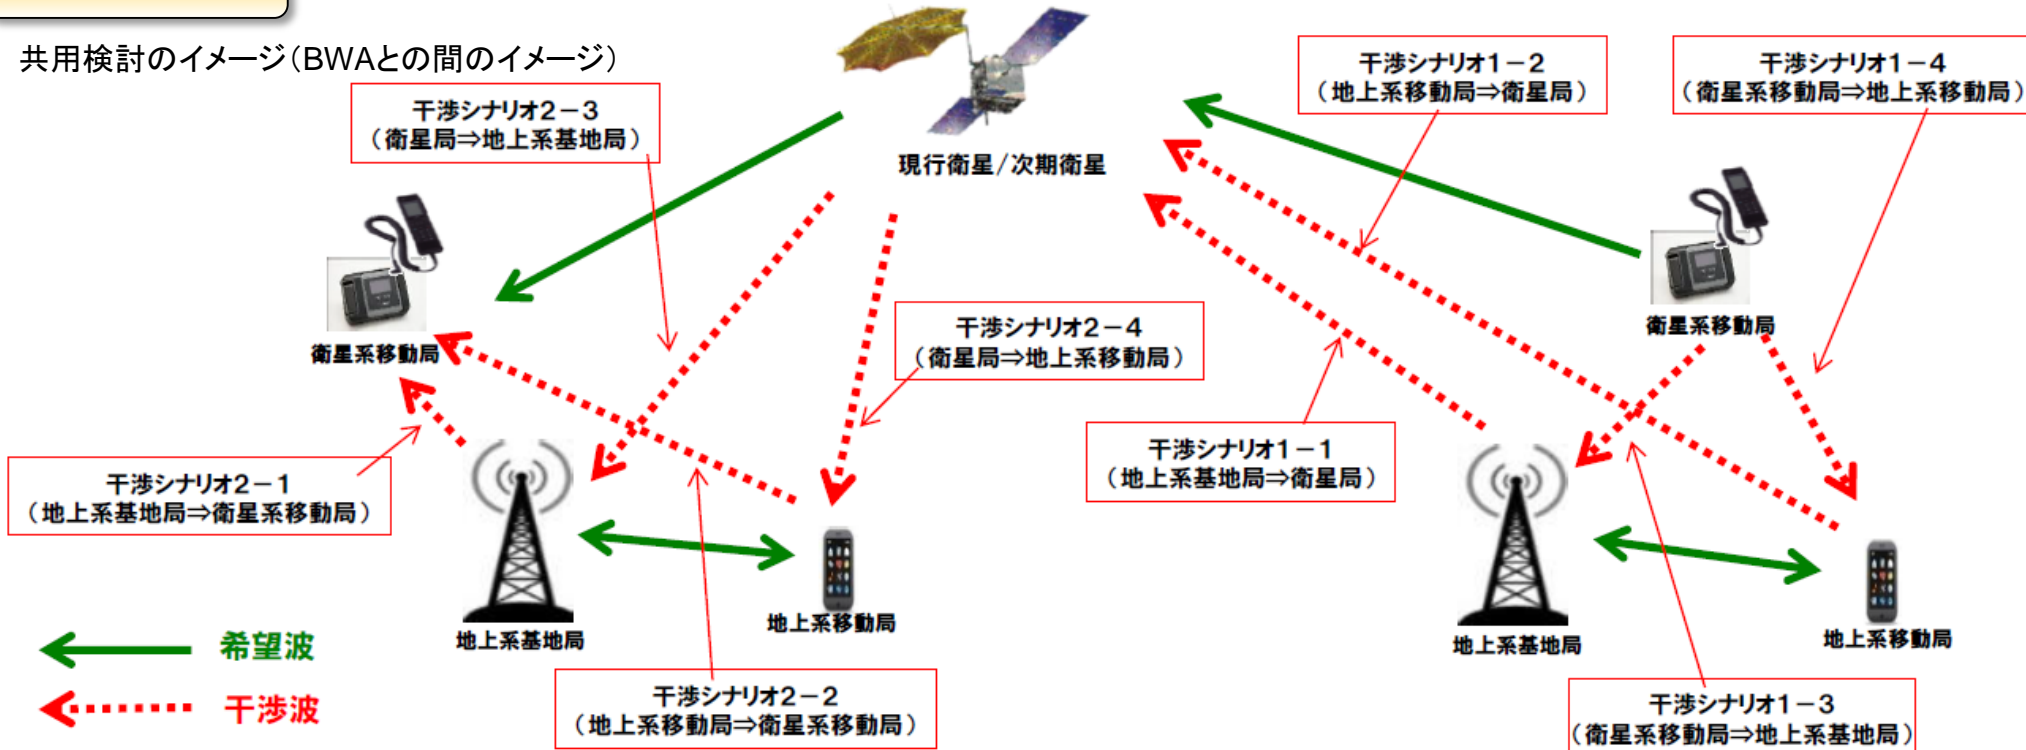 共用検討のイメージ(BWAとの間のイメージ)
干渉シナリオ2-3
(衛星局⇒地上系基地局)
現行衛星/次期衛星
干渉シナリオ1-2
(地上系移動局⇒衛星局)
干渉シナリオ1-4
(衛星系移動局⇒地上系移動局)
衛星系移動局
干渉シナリオ2-4
(衛星局⇒地上系移動局)
衛星系移動局
干渉シナリオ2-1
(地上系基地局⇒衛星系移動局)
干渉シナリオ1-1
(地上系基地局⇒衛星局)
地上系基地局
地上系移動局
地上系基地局
地上系移動局
希望波
干渉波
干渉シナリオ2-2
(地上系移動局⇒衛星系移動局)
干渉シナリオ1-3
(衛星系移動局⇒地上系基地局)